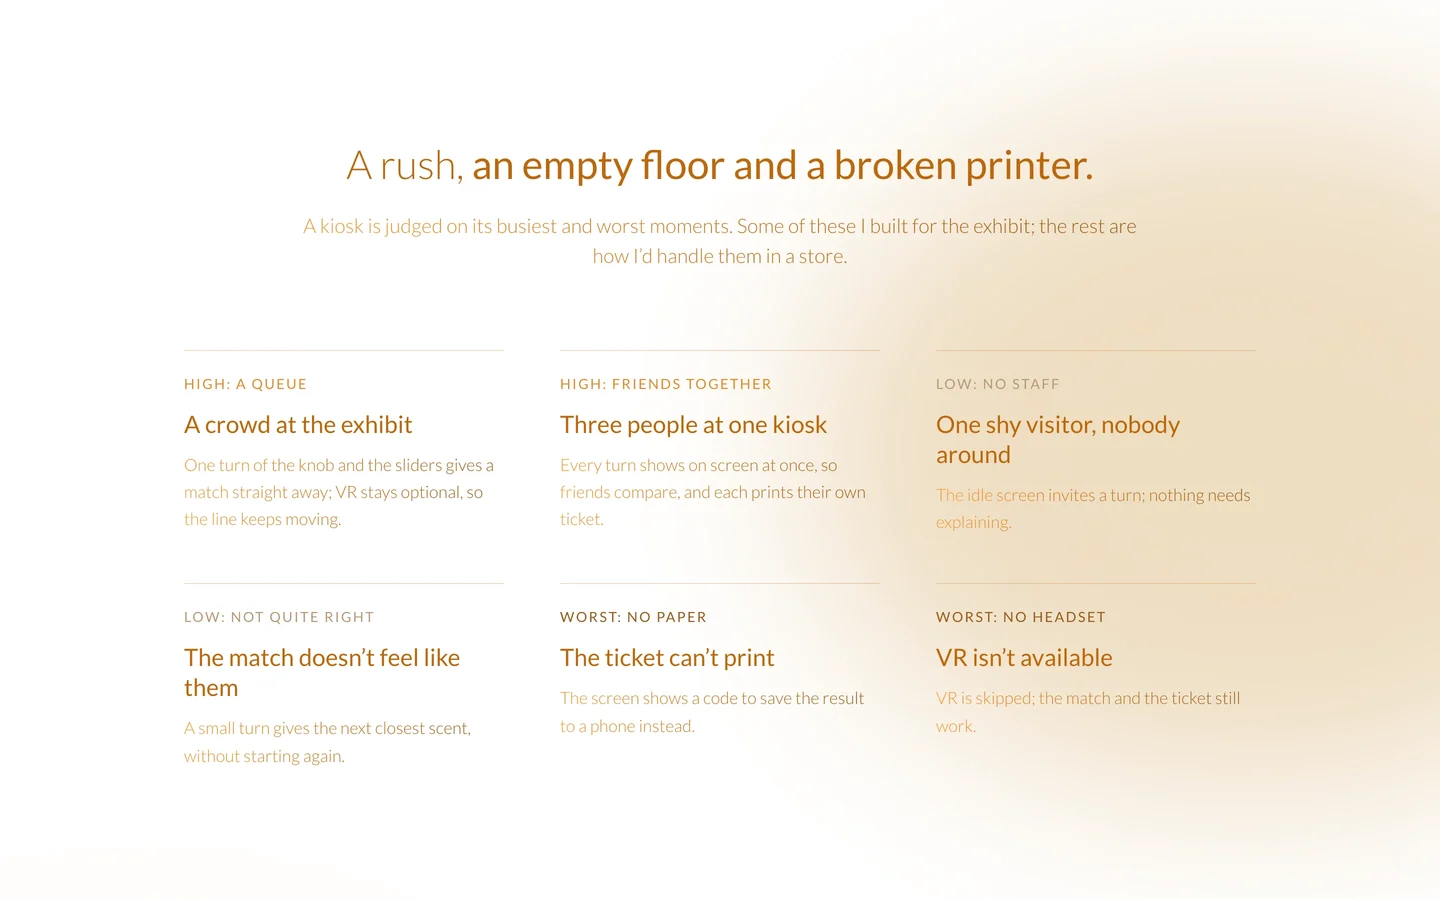 A rush, an empty floor and a broken printer.
A kiosk is judged on its busiest and worst moments. Some of these I built for the exhibit; the rest are
how I’d handle them in a store.
HIGH: A QUEUE
A crowd at the exhibit
One turn of the knob and the sliders gives a
match straight away; VR stays optional, so
the line keeps moving.
HIGH: FRIENDS TOGETHER
Three people at one kiosk
Every turn shows on screen at once, so
friends compare, and each prints their own
ticket.
LOW: NO STAFF
One shy visitor, nobody
around
The idle screen invites a turn; nothing needs
explaining.
LOW: NOT QUITE RIGHT
The match doesn’t feel like
them
A small turn gives the next closest scent,
without starting again.
WORST: NO PAPER
The ticket can’t print
The screen shows a code to save the result
to a phone instead.
WORST: NO HEADSET
VR isn’t available
VR is skipped; the match and the ticket still
work.